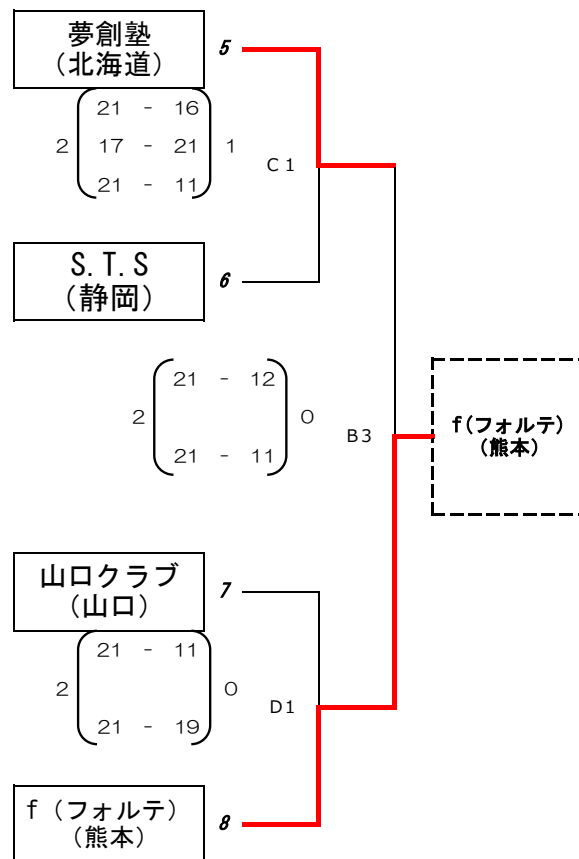 夢創塾
(北海道)
5
21 - 16
2 17 - 21 1
21 - 11
C1
S.T.S
(静岡)
6
21 - 12
2 0
21 - 11
B3
f(フォルテ)
(熊本)
山口クラブ
(山口)
7
21 - 11
2 0
21 - 19
D1
f (フォルテ)
(熊本)
8